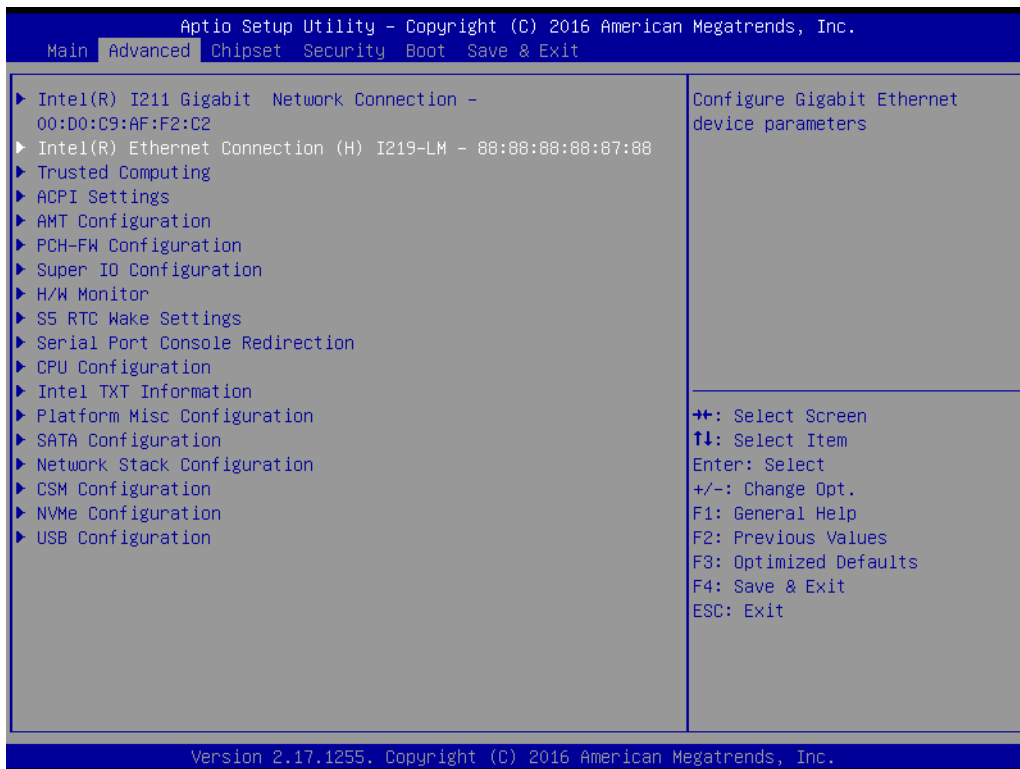 Aptio Setup Utility – Copyright (C) 2016 American Megatrends, Inc.
Main Advanced Chipset Security Boot Save & Exit
▶ Intel(R) I211 Gigabit  Network Connection –
00:D0:C9:AF:F2:C2
▶ Intel(R) Ethernet Connection (H) I219-LM – 88:88:88:88:87:88
▶ Trusted Computing
▶ ACPI Settings
▶ AMT Configuration
▶ PCH-FW Configuration
▶ Super IO Configuration
▶ H/W Monitor
▶ S5 RTC Wake Settings
▶ Serial Port Console Redirection
▶ CPU Configuration
▶ Intel TXT Information
▶ Platform Misc Configuration
▶ SATA Configuration
▶ Network Stack Configuration
▶ CSM Configuration
▶ NVMe Configuration
▶ USB Configuration
Configure Gigabit Ethernet
device parameters
→←: Select Screen
↑↓: Select Item
Enter: Select
+/-: Change Opt.
F1: General Help
F2: Previous Values
F3: Optimized Defaults
F4: Save & Exit
ESC: Exit
Version 2.17.1255. Copyright (C) 2016 American Megatrends, Inc.